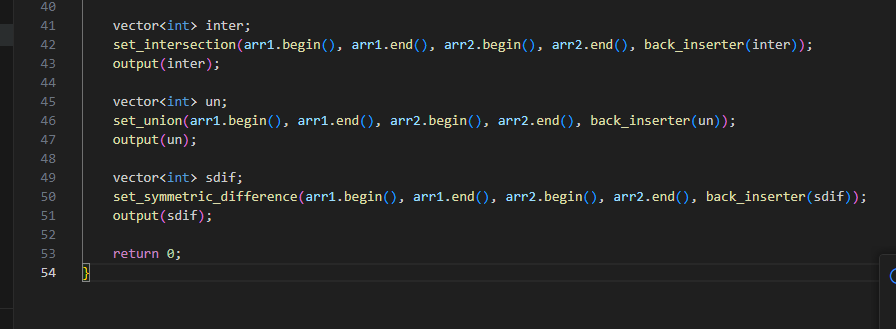 40
41 vector<int> inter;
42 set_intersection(arr1.begin(), arr1.end(), arr2.begin(), arr2.end(), back_inserter(inter));
43 output(inter);
44
45 vector<int> un;
46 set_union(arr1.begin(), arr1.end(), arr2.begin(), arr2.end(), back_inserter(un));
47 output(un);
48
49 vector<int> sdif;
50 set_symmetric_difference(arr1.begin(), arr1.end(), arr2.begin(), arr2.end(), back_inserter(sdif));
51 output(sdif);
52
53 return 0;
54 }